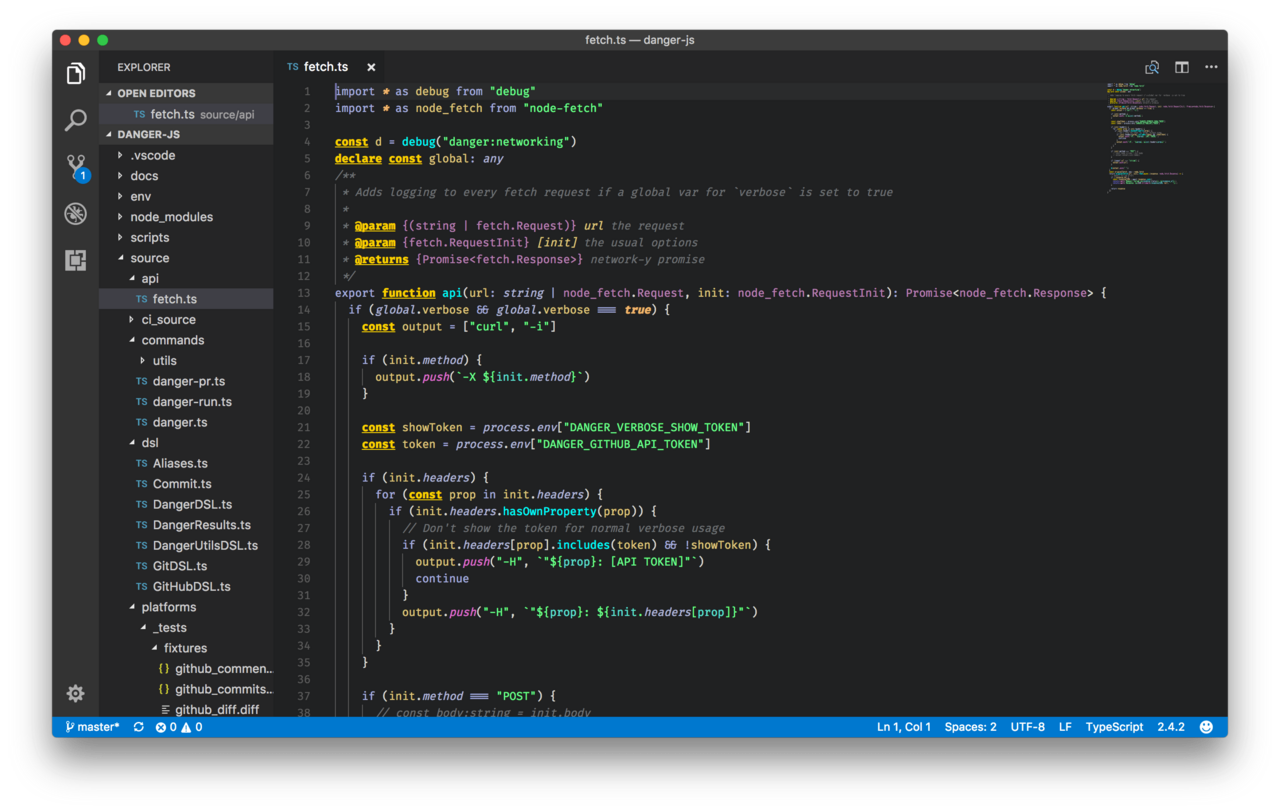 fetch.ts — danger-js
EXPLORER
OPEN EDITORS
TS fetch.ts source/api
DANGER-JS
.vscode
docs
env
node_modules
scripts
source
api
TS fetch.ts
ci_source
commands
utils
TS danger-pr.ts
TS danger-run.ts
TS danger.ts
dsl
TS Aliases.ts
TS Commit.ts
TS DangerDSL.ts
TS DangerResults.ts
TS DangerUtilsDSL.ts
TS GitDSL.ts
TS GitHubDSL.ts
platforms
_tests
fixtures
{} github_commen...
{} github_commits...
github_diff.diff
1
TS fetch.ts ×
1 import * as debug from "debug"
2 import * as node_fetch from "node-fetch"
3
4 const d = debug("danger:networking")
5 declare const global: any
6 /**
7  * Adds logging to every fetch request if a global var for `verbose` is set to true
8  *
9  * @param {(string | fetch.Request)} url the request
10  * @param {fetch.RequestInit} [init] the usual options
11  * @returns {Promise<fetch.Response>} network-y promise
12  */
13 export function api(url: string | node_fetch.Request, init: node_fetch.RequestInit): Promise<node_fetch.Response> {
14   if (global.verbose && global.verbose === true) {
15     const output = ["curl", "-i"]
16
17     if (init.method) {
18       output.push(`-X ${init.method}`)
19     }
20
21     const showToken = process.env["DANGER_VERBOSE_SHOW_TOKEN"]
22     const token = process.env["DANGER_GITHUB_API_TOKEN"]
23
24     if (init.headers) {
25       for (const prop in init.headers) {
26         if (init.headers.hasOwnProperty(prop)) {
27           // Don't show the token for normal verbose usage
28           if (init.headers[prop].includes(token) && !showToken) {
29             output.push("-H", `"${prop}: [API TOKEN]"`)
30             continue
31           }
32           output.push("-H", `"${prop}: ${init.headers[prop]}"`)
33         }
34       }
35     }
36
37     if (init.method === "POST") {
38       // const body:string = init.body
master* 0 0
Ln 1, Col 1 Spaces: 2 UTF-8 LF TypeScript 2.4.2